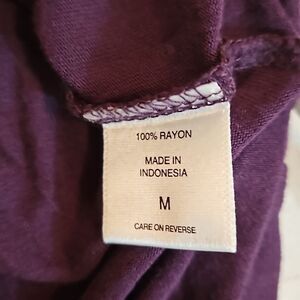 100% RAYON
MADE IN
INDONESIA
M
CARE ON REVERSE